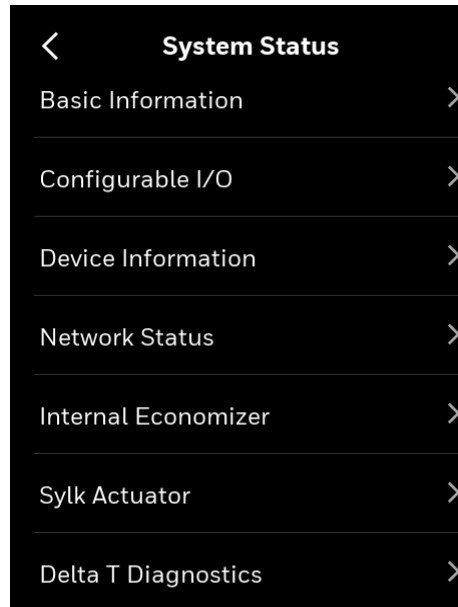 System Status
Basic Information
Configurable I/O
Device Information
Network Status
Internal Economizer
Sylk Actuator
Delta T Diagnostics